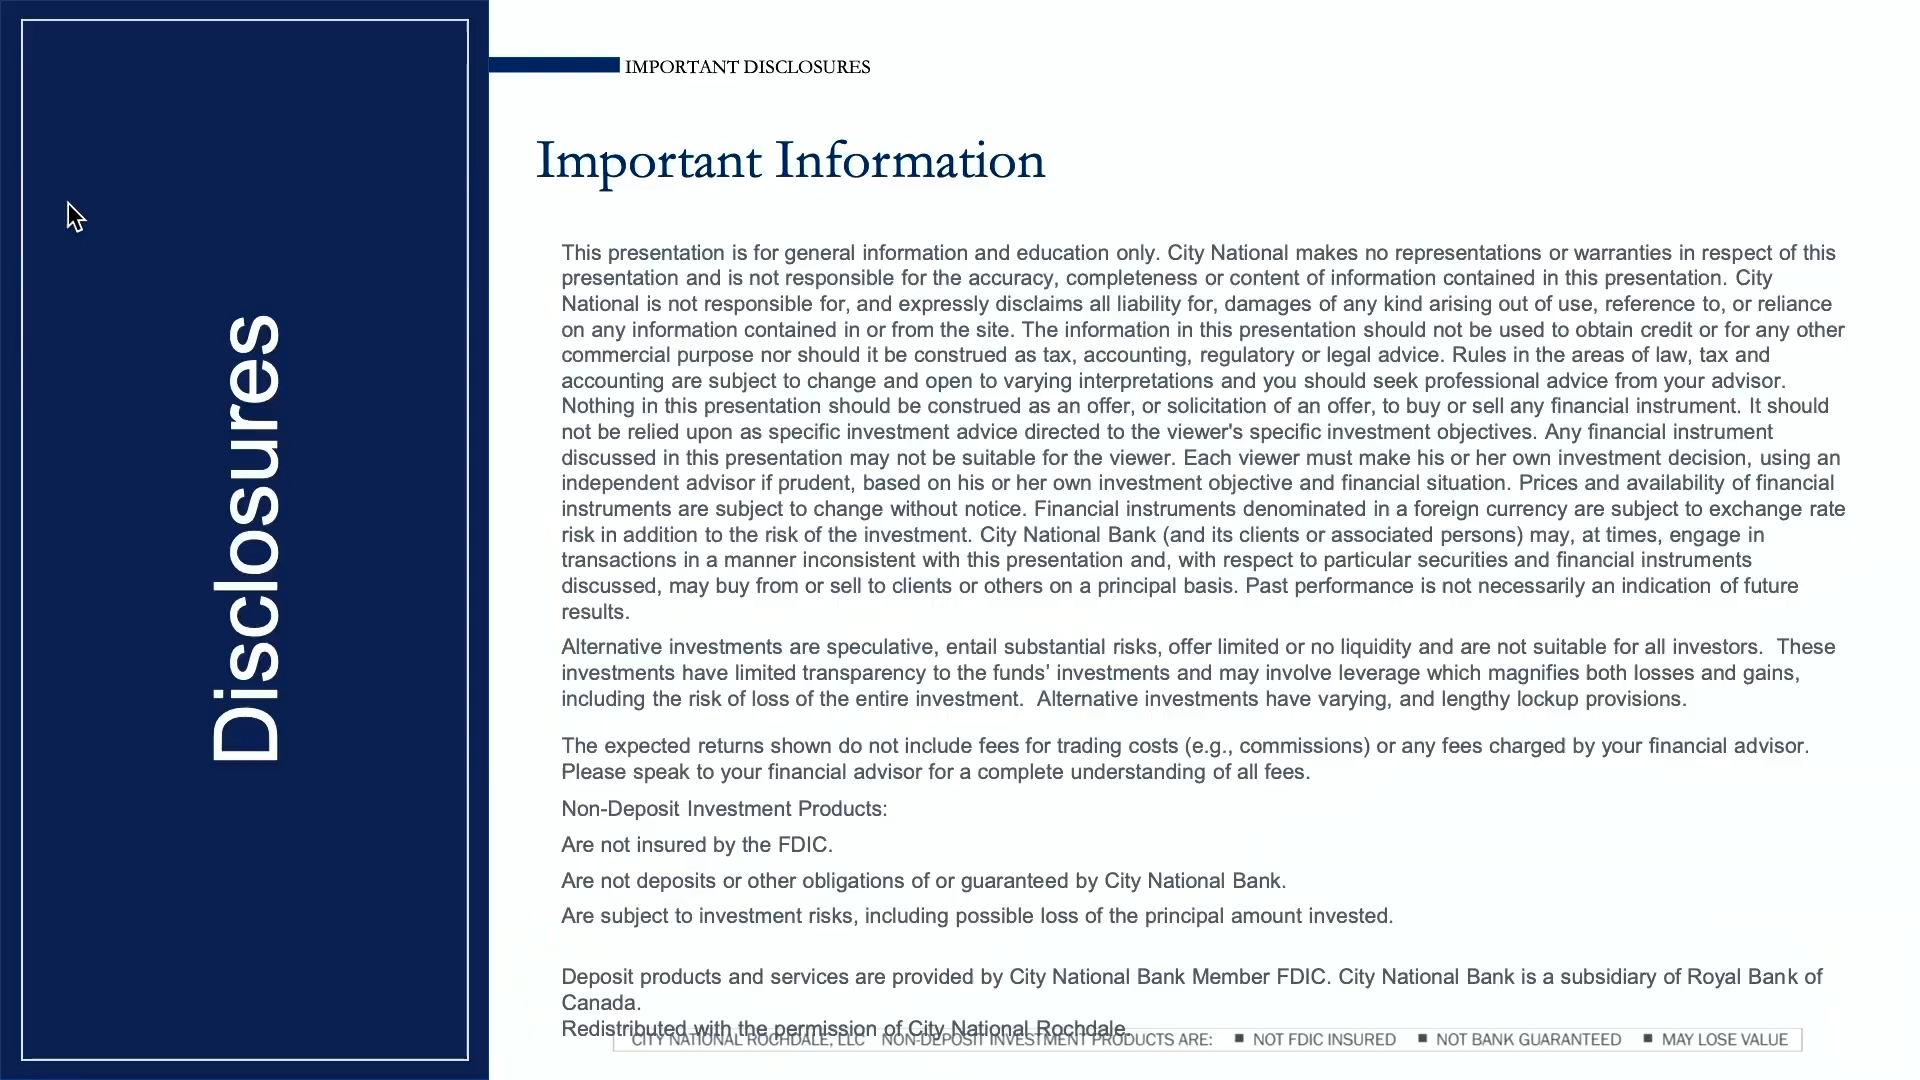 Disclosures
IMPORTANT DISCLOSURES
Important Information
This presentation is for general information and education only. City National makes no representations or warranties in respect of this
presentation and is not responsible for the accuracy, completeness or content of information contained in this presentation. City
National is not responsible for, and expressly disclaims all liability for, damages of any kind arising out of use, reference to, or reliance
on any information contained in or from the site. The information in this presentation should not be used to obtain credit or for any other
commercial purpose nor should it be construed as tax, accounting, regulatory or legal advice. Rules in the areas of law, tax and
accounting are subject to change and open to varying interpretations and you should seek professional advice from your advisor.
Nothing in this presentation should be construed as an offer, or solicitation of an offer, to buy or sell any financial instrument. It should
not be relied upon as specific investment advice directed to the viewer's specific investment objectives. Any financial instrument
discussed in this presentation may not be suitable for the viewer. Each viewer must make his or her own investment decision, using an
independent advisor if prudent, based on his or her own investment objective and financial situation. Prices and availability of financial
instruments are subject to change without notice. Financial instruments denominated in a foreign currency are subject to exchange rate
risk in addition to the risk of the investment. City National Bank (and its clients or associated persons) may, at times, engage in
transactions in a manner inconsistent with this presentation and, with respect to particular securities and financial instruments
discussed, may buy from or sell to clients or others on a principal basis. Past performance is not necessarily an indication of future
results.
Alternative investments are speculative, entail substantial risks, offer limited or no liquidity and are not suitable for all investors.  These
investments have limited transparency to the funds’ investments and may involve leverage which magnifies both losses and gains,
including the risk of loss of the entire investment.  Alternative investments have varying, and lengthy lockup provisions.
The expected returns shown do not include fees for trading costs (e.g., commissions) or any fees charged by your financial advisor.
Please speak to your financial advisor for a complete understanding of all fees.
Non-Deposit Investment Products:
Are not insured by the FDIC.
Are not deposits or other obligations of or guaranteed by City National Bank.
Are subject to investment risks, including possible loss of the principal amount invested.
Deposit products and services are provided by City National Bank Member FDIC. City National Bank is a subsidiary of Royal Bank of
Canada.
Redistributed with the permission of City National Rochdale.
CITY NATIONAL ROCHDALE, LLC NON-DEPOSIT INVESTMENT PRODUCTS ARE: ■ NOT FDIC INSURED ■ NOT BANK GUARANTEED ■ MAY LOSE VALUE